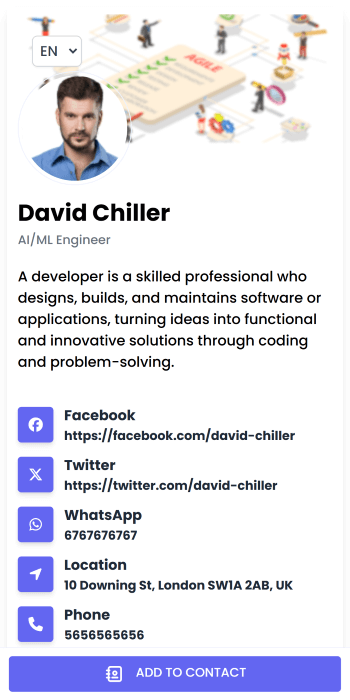 EN
AGILE
David Chiller
AI/ML Engineer
A developer is a skilled professional who
designs, builds, and maintains software or
applications, turning ideas into functional
and innovative solutions through coding
and problem-solving.
Facebook
https://facebook.com/david-chiller
Twitter
https://twitter.com/david-chiller
WhatsApp
6767676767
Location
10 Downing St, London SW1A 2AB, UK
Phone
5656565656
ADD TO CONTACT